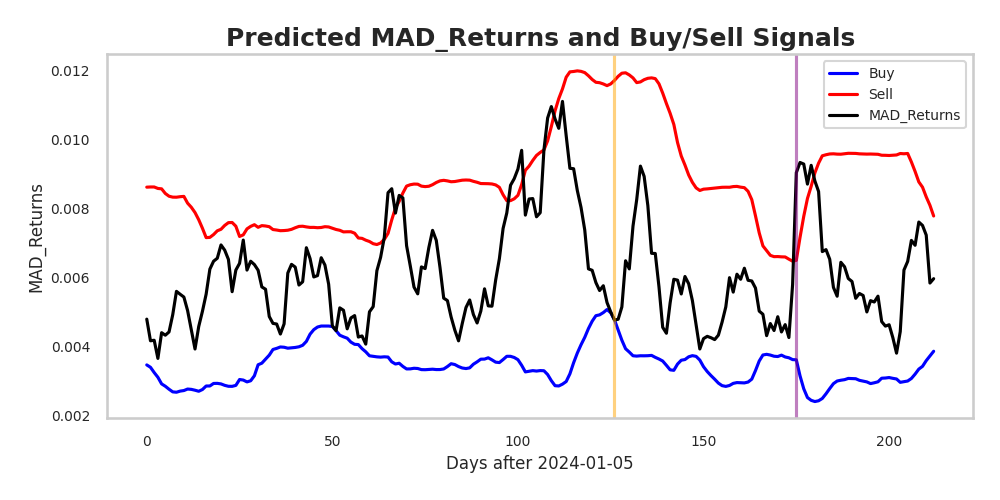 Predicted MAD_Returns and Buy/Sell Signals
Buy
Sell
MAD_Returns
0.012
0.010
0.008
0.006
0.004
0.002
MAD_Returns
0 50 100 150 200
Days after 2024-01-05